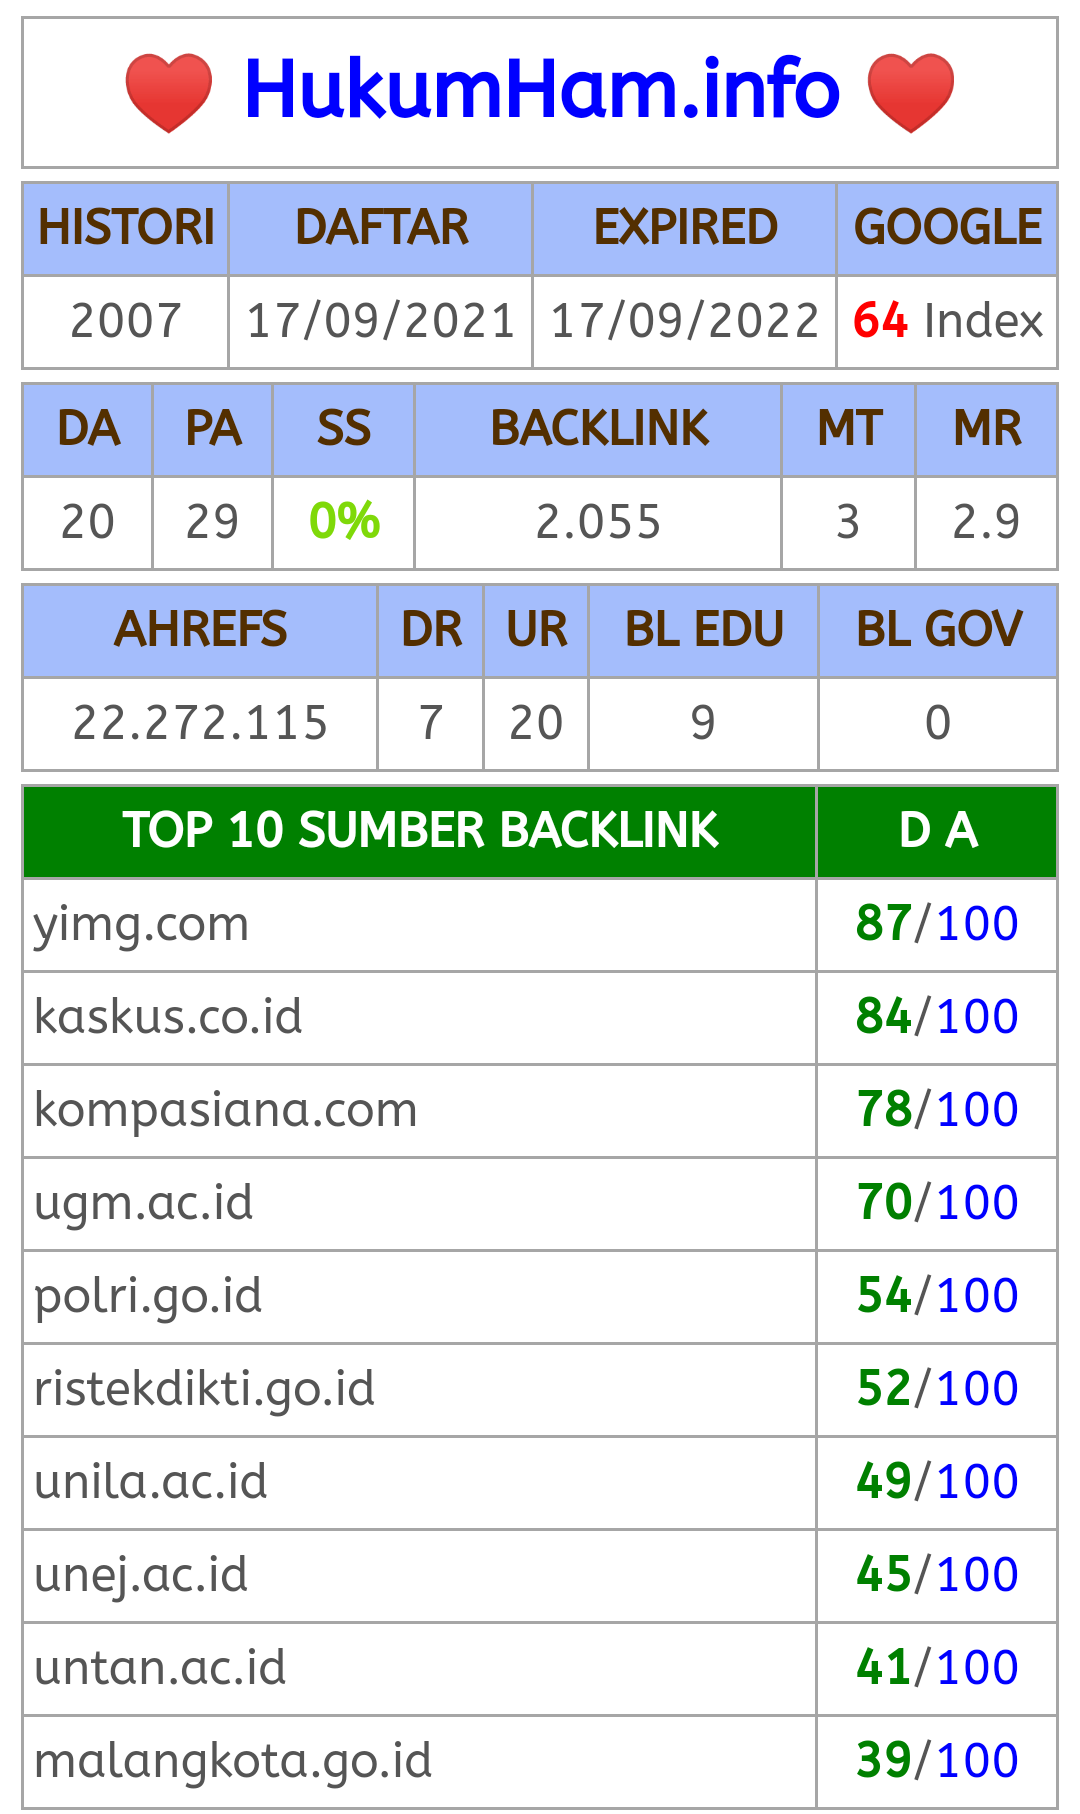 HukumHam.info
HISTORI DAFTAR EXPIRED GOOGLE
2007 17/09/2021 17/09/2022 64 Index
DA PA SS BACKLINK MT MR
20 29 0% 2.055 3 2.9
AHREFS DR UR BL EDU BL GOV
22.272.115 7 20 9 0
TOP 10 SUMBER BACKLINK D A
yimg.com 87/100
kaskus.co.id 84/100
kompasiana.com 78/100
ugm.ac.id 70/100
polri.go.id 54/100
ristekdikti.go.id 52/100
unila.ac.id 49/100
unej.ac.id 45/100
untan.ac.id 41/100
malangkota.go.id 39/100